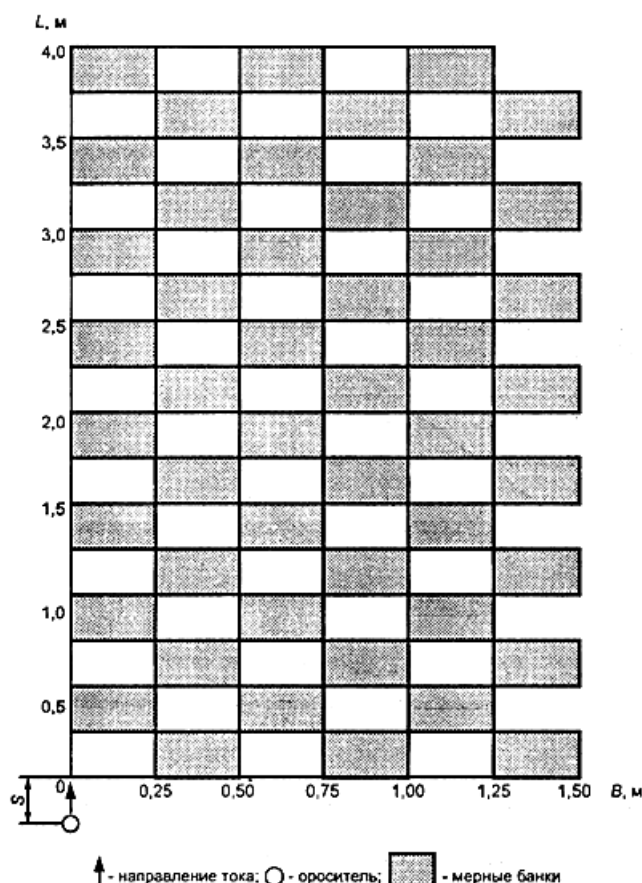 L, м
4,0
3,5
3,0
2,5
2,0
1,5
1,0
0,5
0 0,25 0,50 0,75 1,00 1,25 1,50 B, м
S
- направление тока; - ороситель; - мерные банки